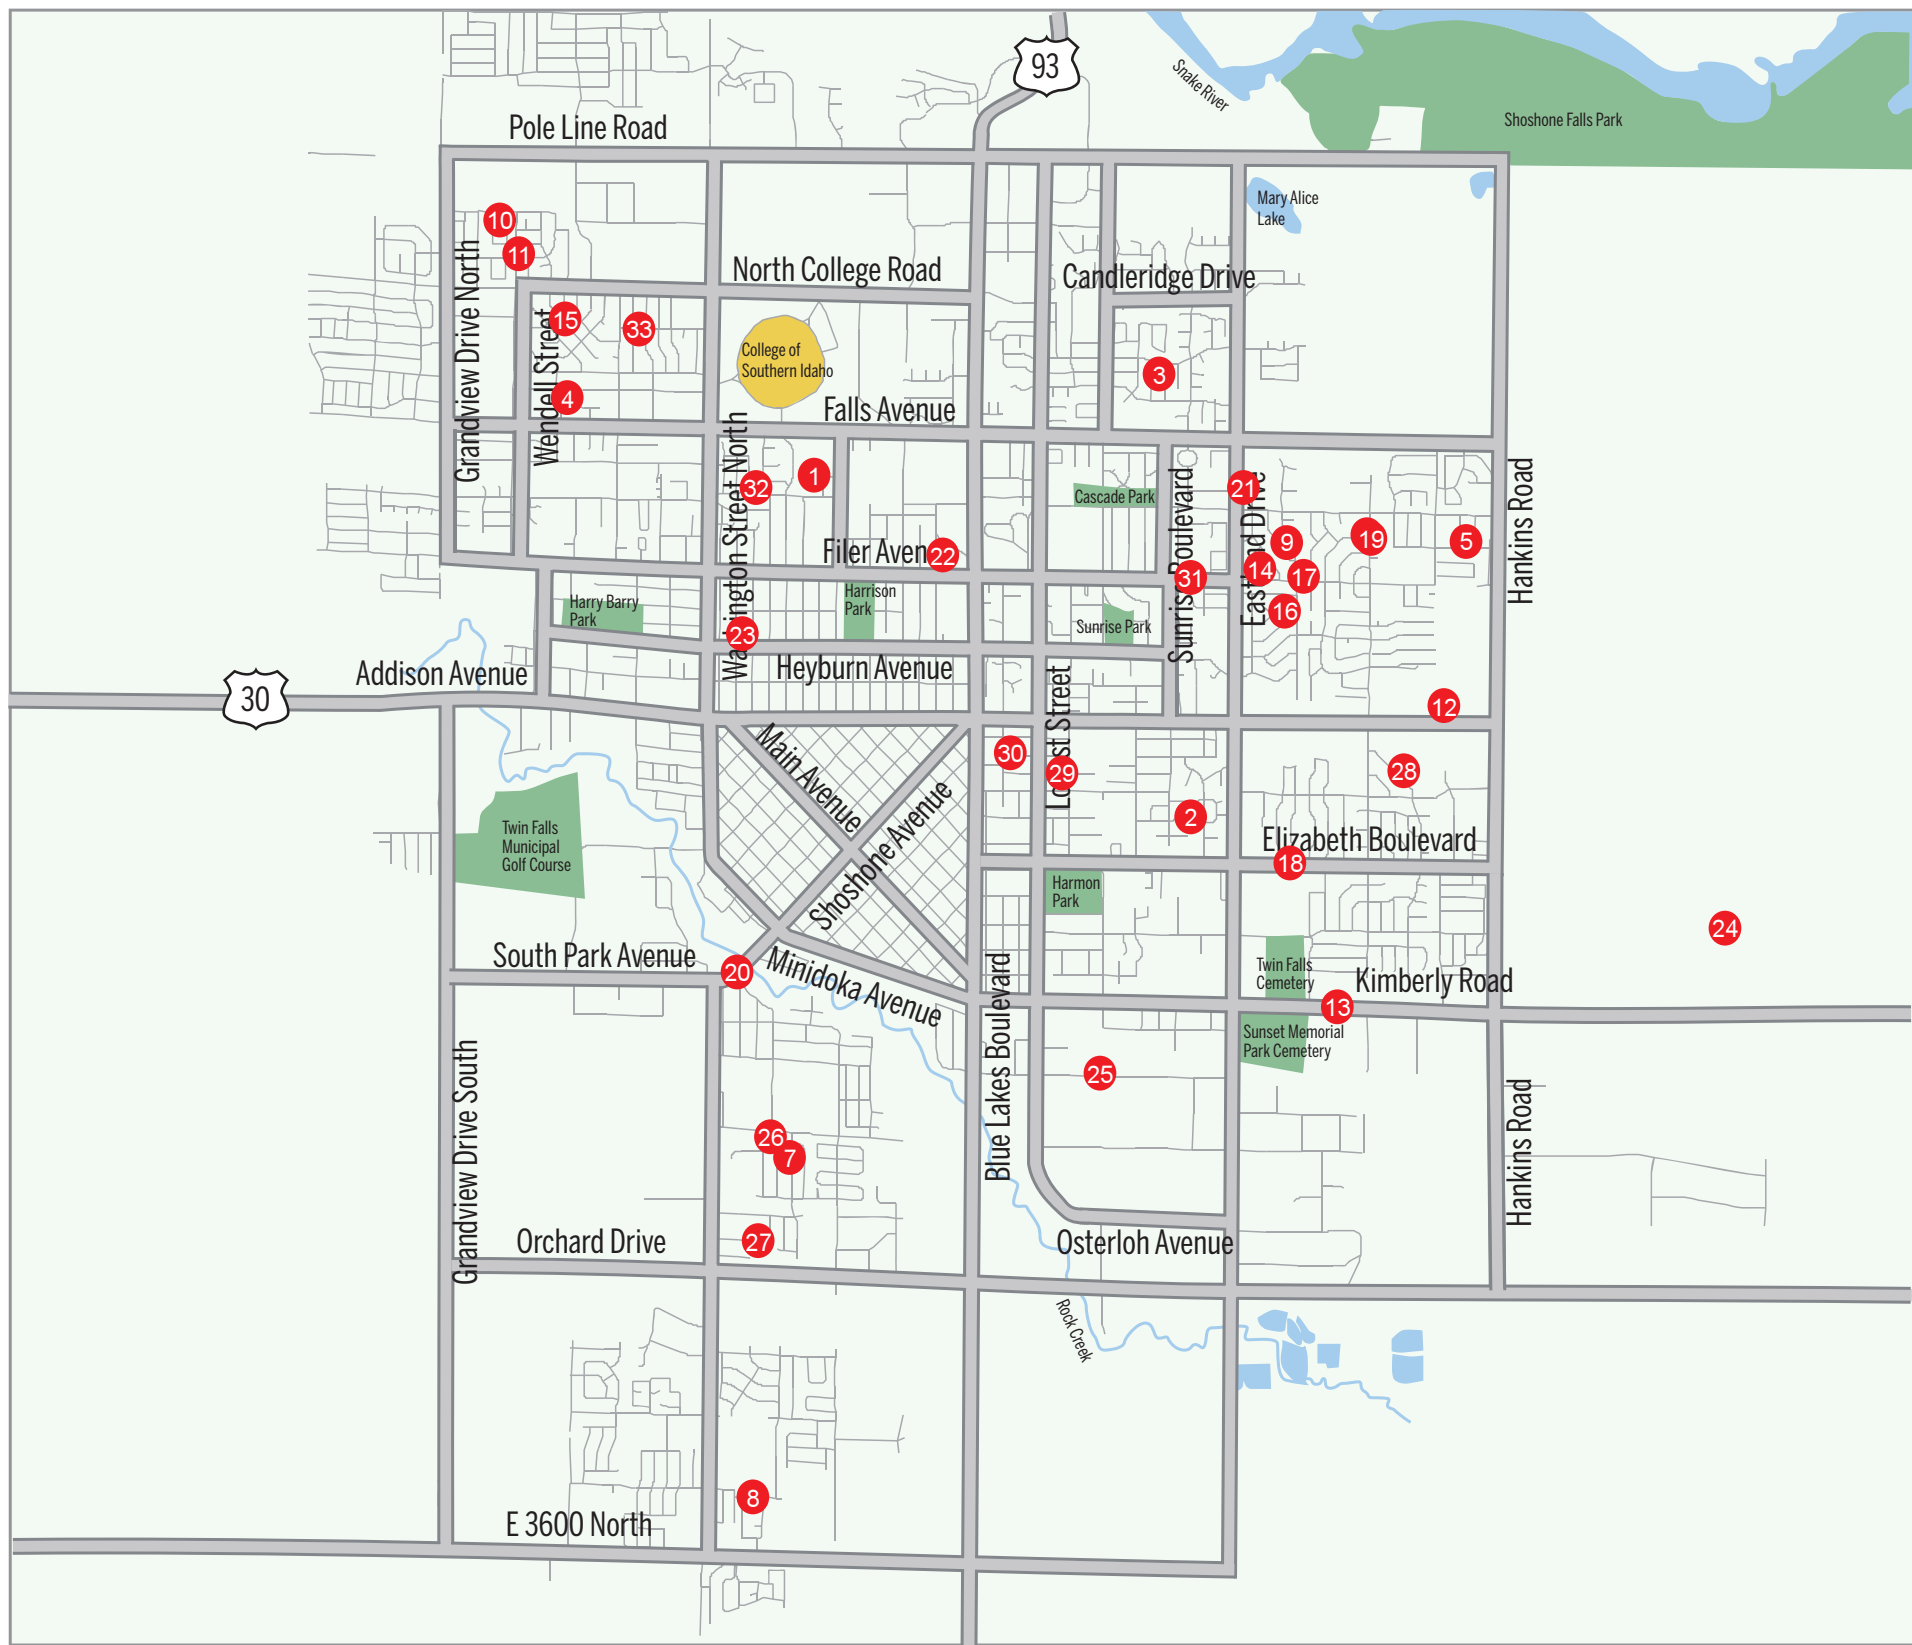 93
Snake River
Shoshone Falls Park
Pole Line Road
Mary Alice
Lake
10
11
Grandview Drive North
North College Road
Candleridge Drive
15
33
Wendell Street
College of
Southern Idaho
3
4
Falls Avenue
Washington Street North
32
1
Cascade Park
Sunrise Boulevard
21
East End Drive
Hankins Road
9
19
5
Filer Aven
22
14
17
31
16
Harry Barry
Park
Harrison
Park
Sunrise Park
23
Heyburn Avenue
Addison Avenue
30
12
Locust Street
Main Avenue
30
29
28
2
Shoshone Avenue
Twin Falls
Municipal
Golf Course
Elizabeth Boulevard
18
Harmon
Park
24
South Park Avenue
20
Minidoka Avenue
Blue Lakes Boulevard
Twin Falls
Cemetery
Kimberly Road
13
Sunset Memorial
Park Cemetery
25
Grandview Drive South
Hankins Road
26
7
27
Orchard Drive
Osterloh Avenue
Rock Creek
8
E 3600 North